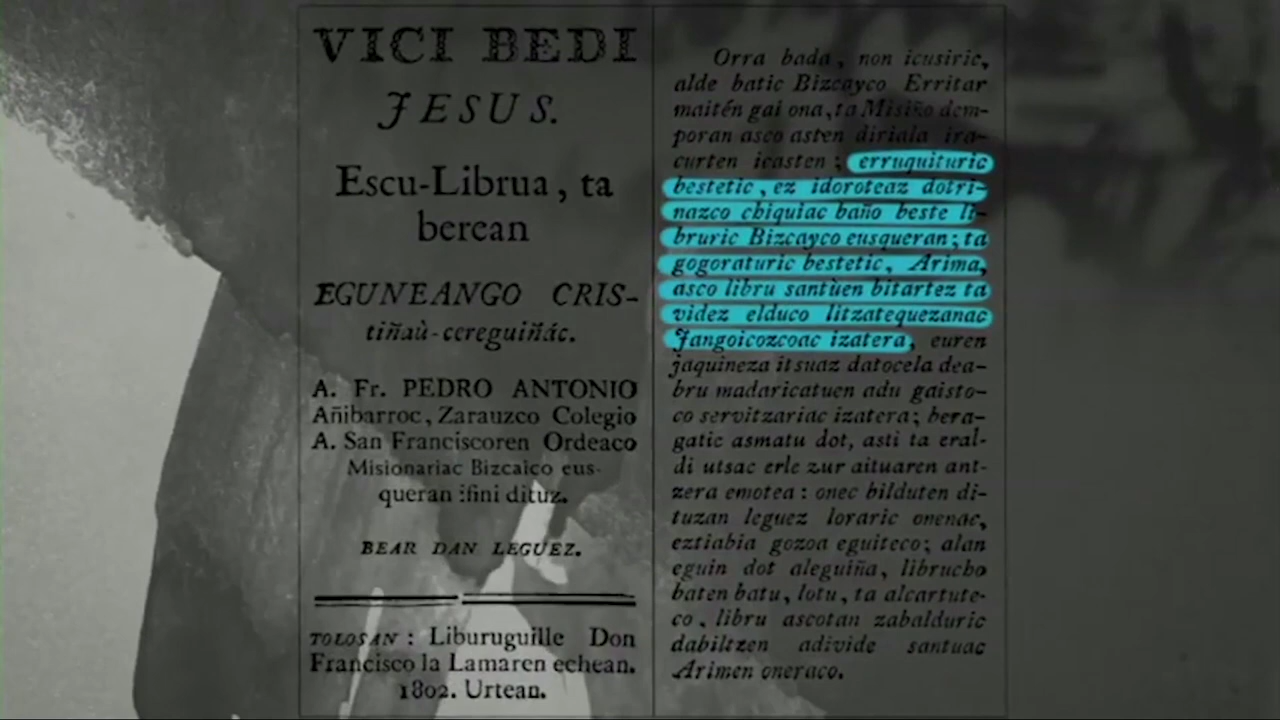 VICI BEDI
JESUS.
Escu-Librua, ta
berean
EGUNEANGO CRIS-
tiñaù-cereguiñác.
A. Fr. PEDRO ANTONIO
Añibarroc, Zarauzco Colegio
A. San Franciscoren Ordeaco
Misionariac Bizcaico eus-
queran ifini dituz.
BEAR DAN LEGUEZ.
TOLOSAN: Liburuguille Don
Francisco la Lamaren echean.
1802. Urtean.
Orra bada, non icusiric,
alde batic Bizcayco Erritar
maitén gai ona, ta Misiño dem-
poran asco asten diriala ira-
curten icasten; erruquituric
bestetic, ez idoroteaz dotri-
nazco chiquiac baño beste li-
bruric Bizcayco eusqueran; ta
gogoraturic bestetic, Arima,
asco libru santùen bitartez ta
videz elduco litzatequezanac
Jangoicozcoac izatera, euren
jaquineza itsuaz datocela dea-
bru madaricatuen adu gaisto-
co servitzariac izatera; bera-
gatic asmatu dot, asti ta eral-
di utsac erle zur aituaren ant-
zera emotea: onec bilduten di-
tuzan leguez loraric onenac,
eztiabia gozoa eguiteco; alan
eguin dot aleguiña, librucho
baten batu, lotu, ta alcartute-
co, libru ascotan zabalduric
dabiltzen adivide santuac
Arimen oneraco.